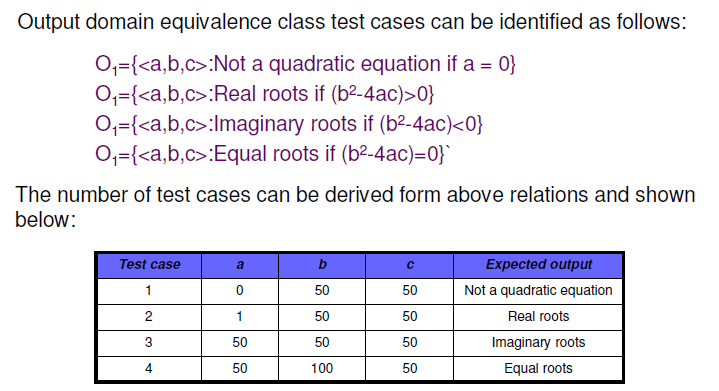 Output domain equivalence class test cases can be identified as follows:
O₁={<a,b,c>:Not a quadratic equation if a = 0}
O₁={<a,b,c>:Real roots if (b²-4ac)>0}
O₁={<a,b,c>:Imaginary roots if (b²-4ac)<0}
O₁={<a,b,c>:Equal roots if (b²-4ac)=0}`
The number of test cases can be derived form above relations and shown
below:
Test case a b c Expected output
1 0 50 50 Not a quadratic equation
2 1 50 50 Real roots
3 50 50 50 Imaginary roots
4 50 100 50 Equal roots